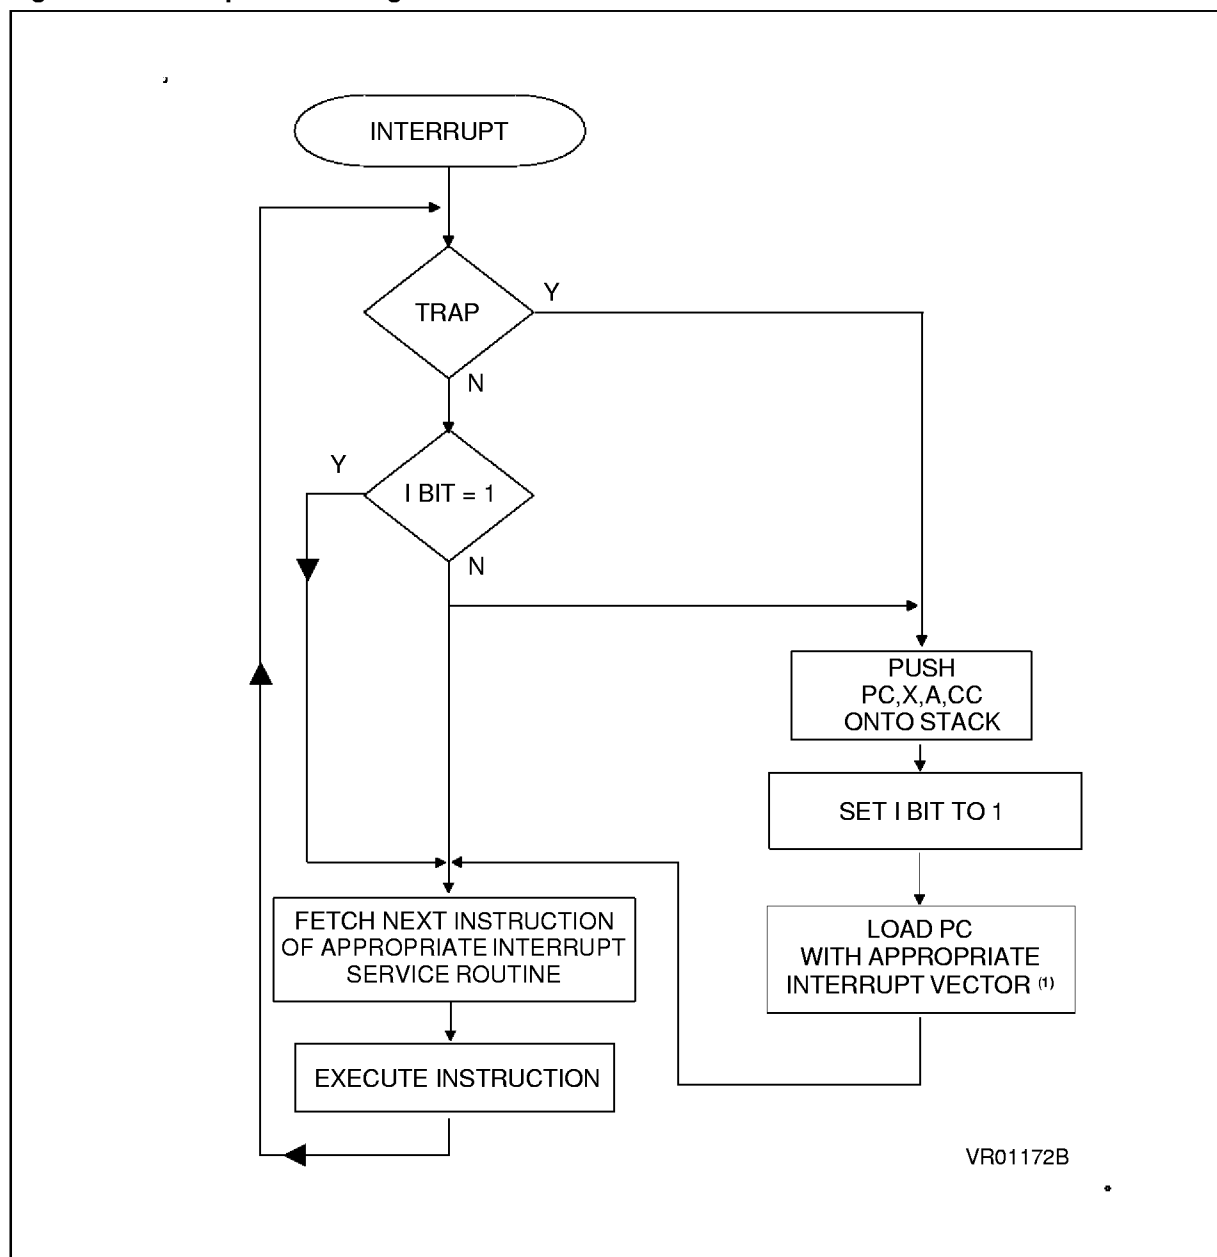 INTERRUPT
TRAP
Y
N
Y
I BIT = 1
N
PUSH
PC,X,A,CC
ONTO STACK
SET I BIT TO 1
FETCH NEXT INSTRUCTION
OF APPROPRIATE INTERRUPT
SERVICE ROUTINE
LOAD PC
WITH APPROPRIATE
INTERRUPT VECTOR (1)
EXECUTE INSTRUCTION
VR01172B